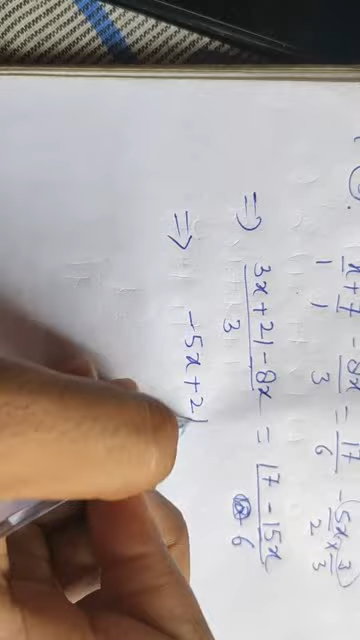 x/1 + 7/1 - 8x/3 = 17/6 - (5x/2 × 3/3)
⇒ (3x + 21 - 8x)/3 = (17 - 15x)/6
⇒ -5x + 21